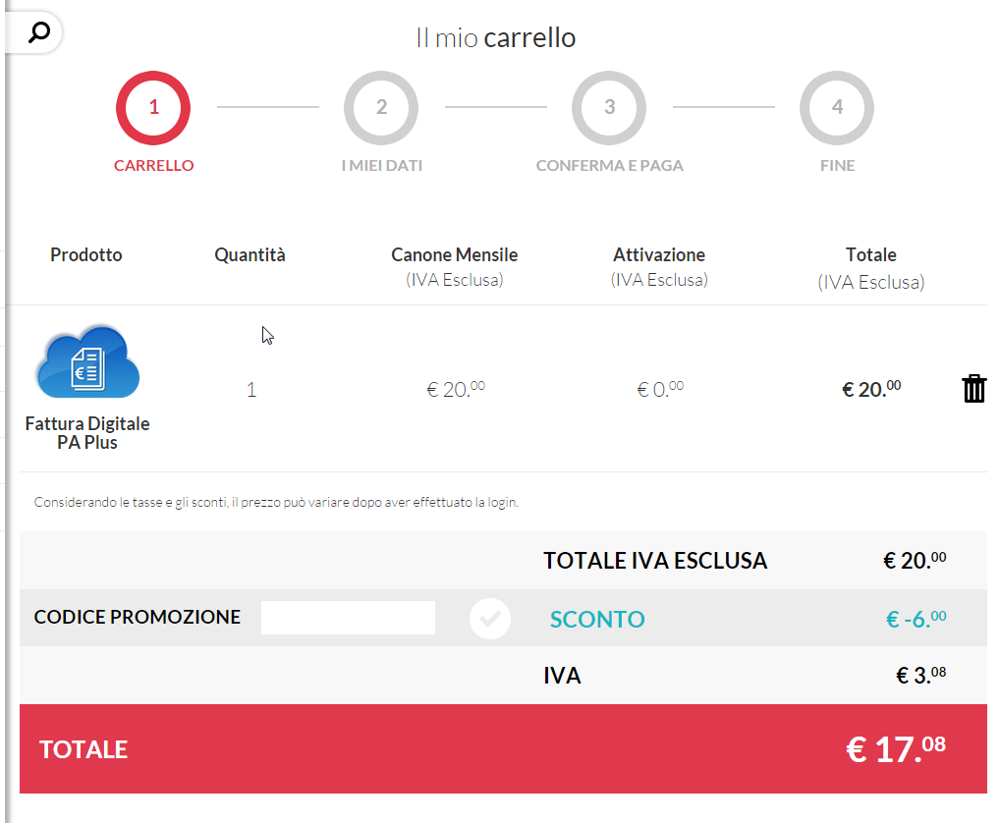 Il mio carrello
1
2
3
4
CARRELLO
I MIEI DATI
CONFERMA E PAGA
FINE
Prodotto
Quantità
Canone Mensile
(IVA Esclusa)
Attivazione
(IVA Esclusa)
Totale
(IVA Esclusa)
€
1
€ 20.00
€ 0.00
€ 20.00
Fattura Digitale
PA Plus
Considerando le tasse e gli sconti, il prezzo può variare dopo aver effettuato la login.
TOTALE IVA ESCLUSA € 20.00
CODICE PROMOZIONE
SCONTO € -6.00
IVA € 3.08
TOTALE € 17.08